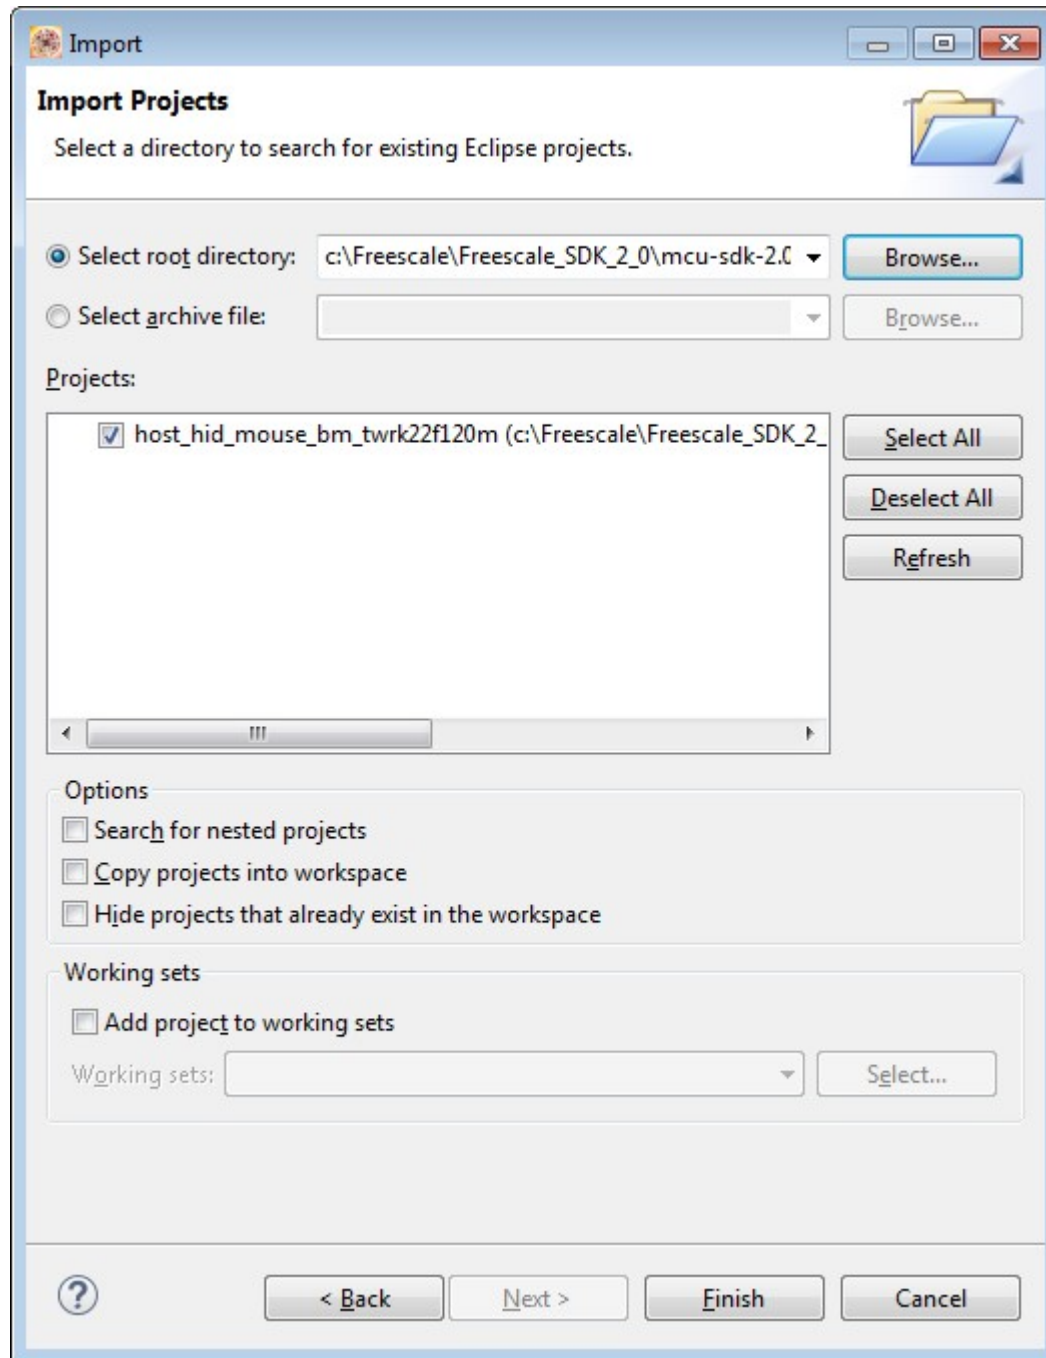 Import
Import Projects
Select a directory to search for existing Eclipse projects.
Select root directory: c:\Freescale\Freescale_SDK_2_0\mcu-sdk-2.0 Browse...
Select archive file: Browse...
Projects:
host_hid_mouse_bm_twrk22f120m (c:\Freescale\Freescale_SDK_2_ Select All
Deselect All
Refresh
Options
Search for nested projects
Copy projects into workspace
Hide projects that already exist in the workspace
Working sets
Add project to working sets
Working sets: Select...
? < Back Next > Finish Cancel